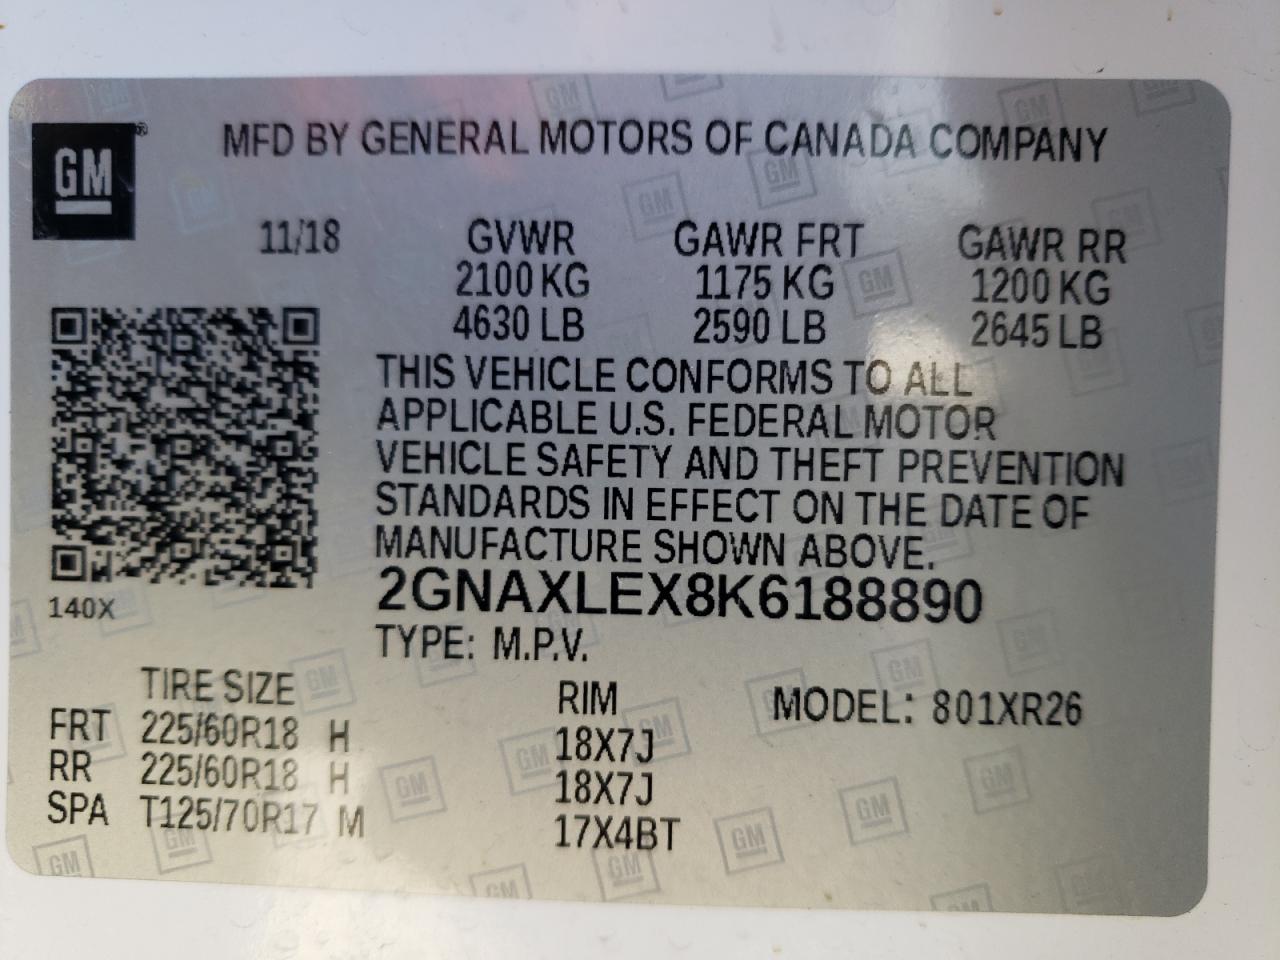 GM ®
MFD BY GENERAL MOTORS OF CANADA COMPANY
11/18 GVWR GAWR FRT GAWR RR
2100 KG 1175 KG 1200 KG
4630 LB 2590 LB 2645 LB
THIS VEHICLE CONFORMS TO ALL
APPLICABLE U.S. FEDERAL MOTOR
VEHICLE SAFETY AND THEFT PREVENTION
STANDARDS IN EFFECT ON THE DATE OF
MANUFACTURE SHOWN ABOVE.
2GNAXLEX8K6188890
140X
TYPE: M.P.V.
TIRE SIZE RIM MODEL: 801XR26
FRT 225/60R18 H 18X7J
RR 225/60R18 H 18X7J
SPA T125/70R17 M 17X4BT